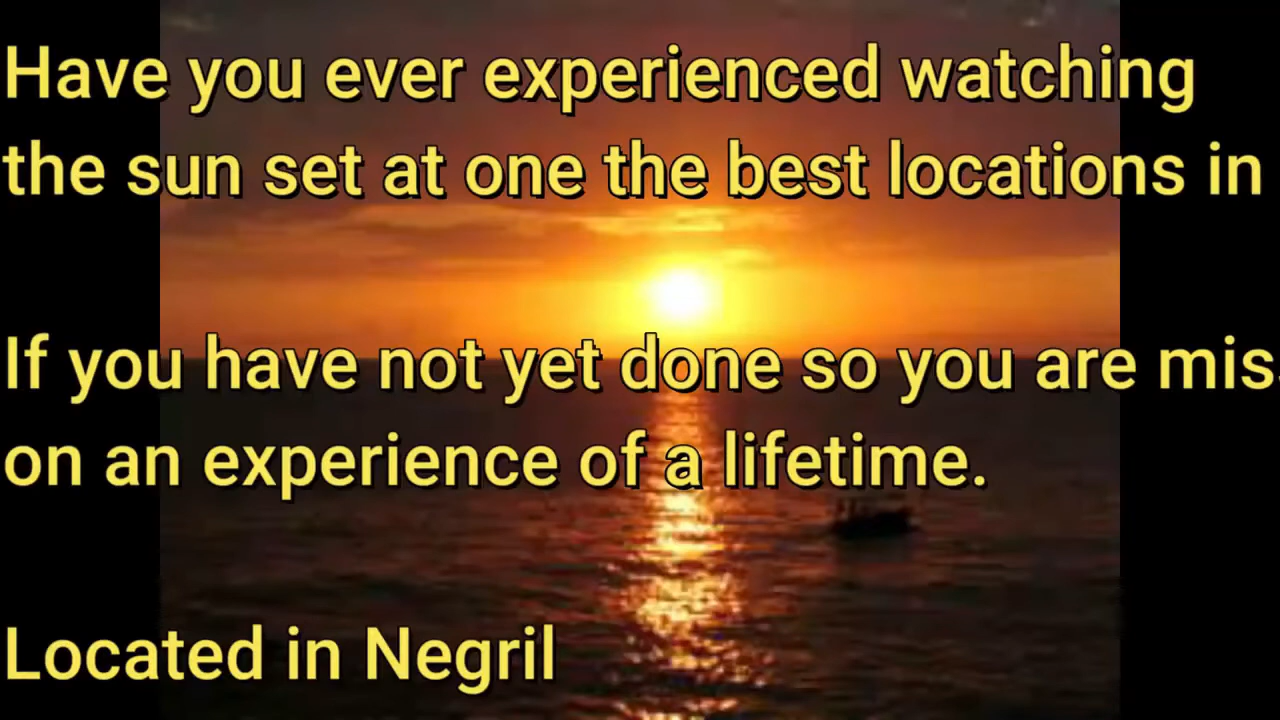 Have you ever experienced watching
the sun set at one the best locations in
If you have not yet done so you are mis
on an experience of a lifetime.
Located in Negril